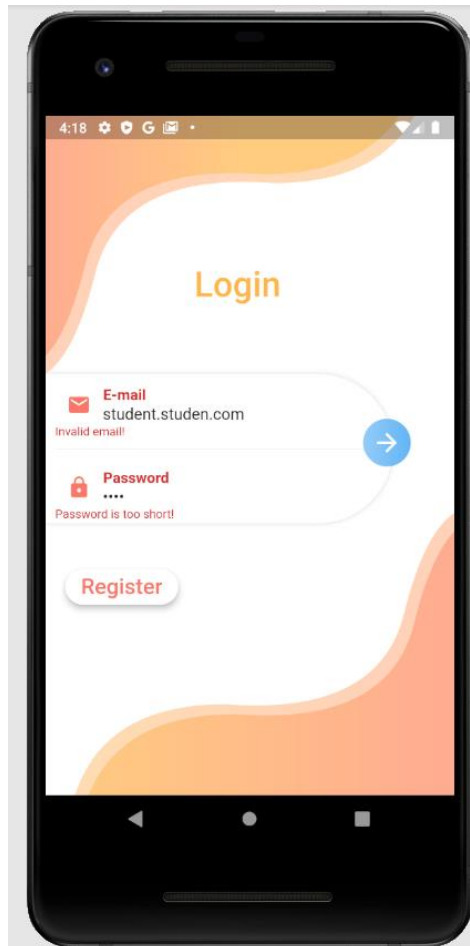 4:18 G
Login
E-mail
student.studen.com
Invalid email!
Password
••••
Password is too short!
Register